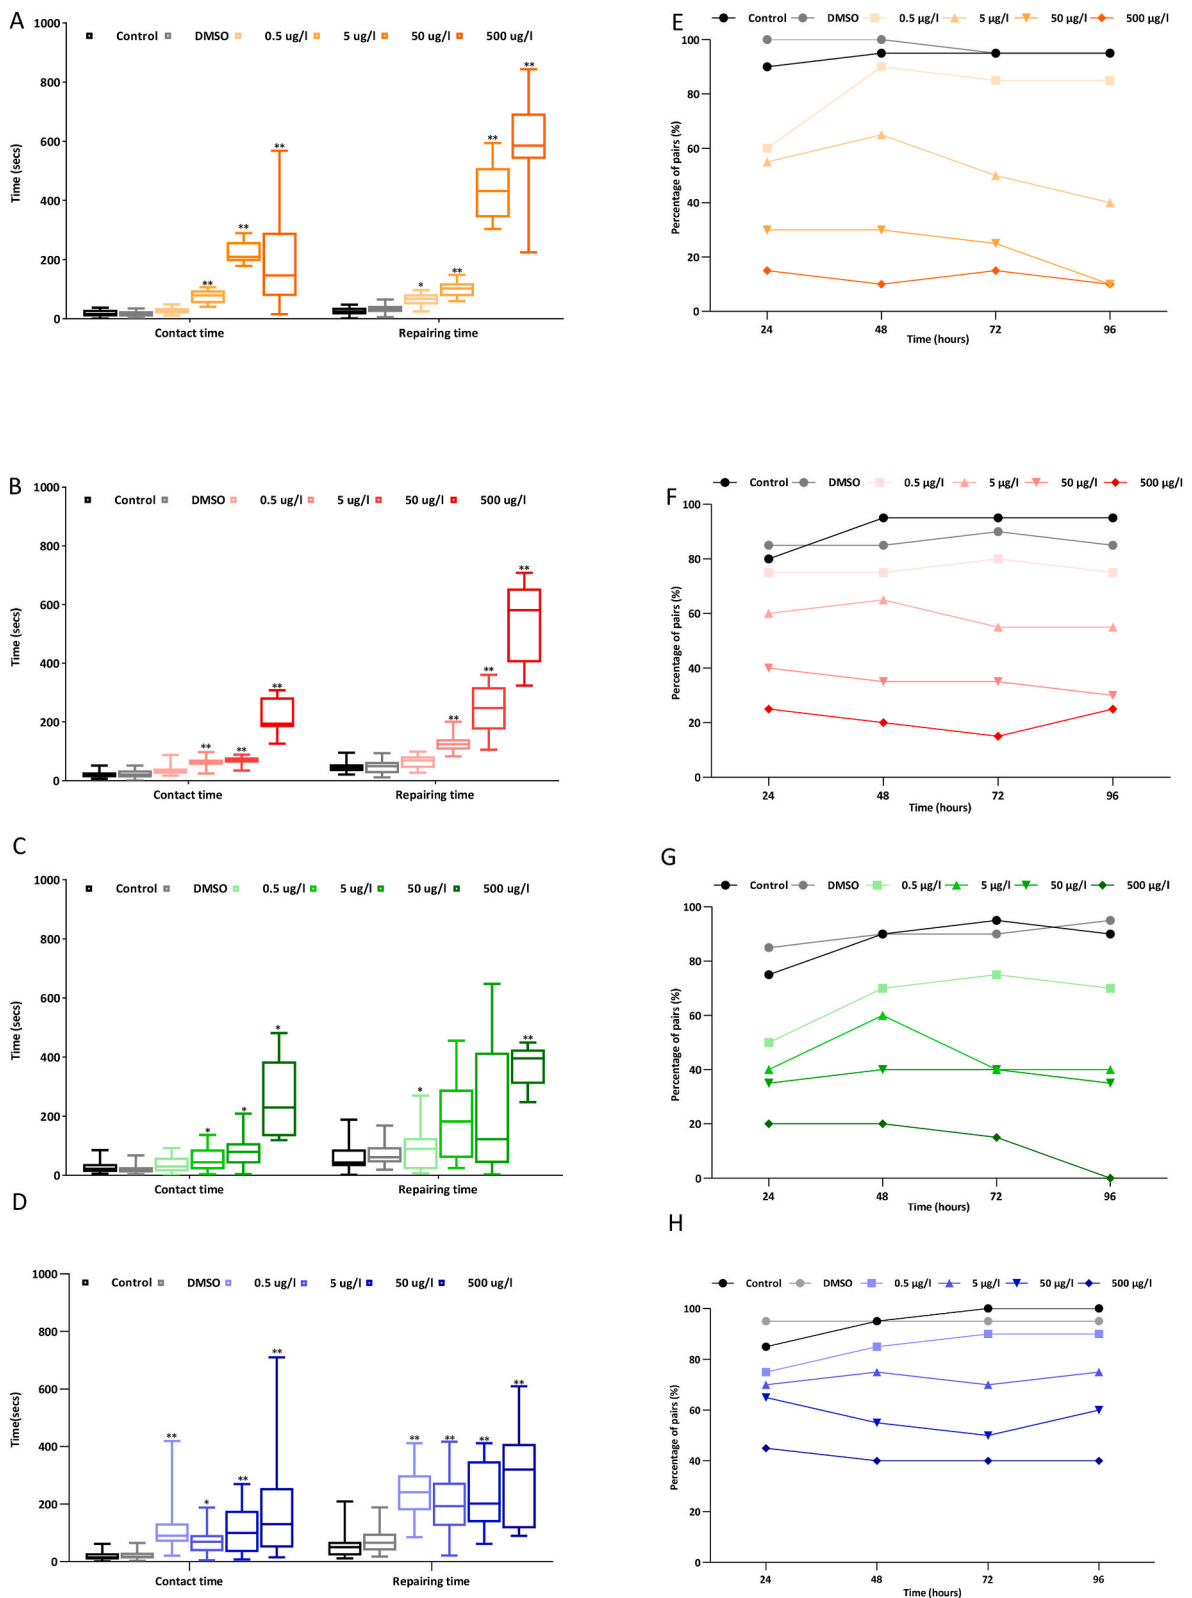 A
1000
Control DMSO 0.5 ug/l 5 ug/l 50 ug/l 500 ug/l
800
600
400
200
0
Time (secs)
** ** ** * ** ** **
Contact time Repairing time
E
Control DMSO 0.5 µg/l 5 µg/l 50 µg/l 500 µg/l
100
80
60
40
20
0
Percentage of pairs (%)
24 48 72 96
Time (hours)
B
1000
Control DMSO 0.5 ug/l 5 ug/l 50 ug/l 500 ug/l
800
600
400
200
0
Time (secs)
** ** ** ** ** **
Contact time Repairing time
F
Control DMSO 0.5 µg/l 5 µg/l 50 µg/l 500 µg/l
100
80
60
40
20
0
Percentage of pairs (%)
24 48 72 96
Time (hours)
C
1000
Control DMSO 0.5 ug/l 5 ug/l 50 ug/l 500 ug/l
800
600
400
200
0
Time (secs)
* * * * **
Contact time Repairing time
G
Control DMSO 0.5 µg/l 5 µg/l 50 µg/l 500 µg/l
100
80
60
40
20
0
Percentage of pairs (%)
24 48 72 96
Time (hours)
D
1000
Control DMSO 0.5 ug/l 5 ug/l 50 ug/l 500 ug/l
800
600
400
200
0
Time(secs)
** * ** ** ** ** ** **
Contact time Repairing time
H
Control DMSO 0.5 µg/l 5 µg/l 50 µg/l 500 µg/l
100
80
60
40
20
0
Percentage of pairs (%)
24 48 72 96
Time (hours)